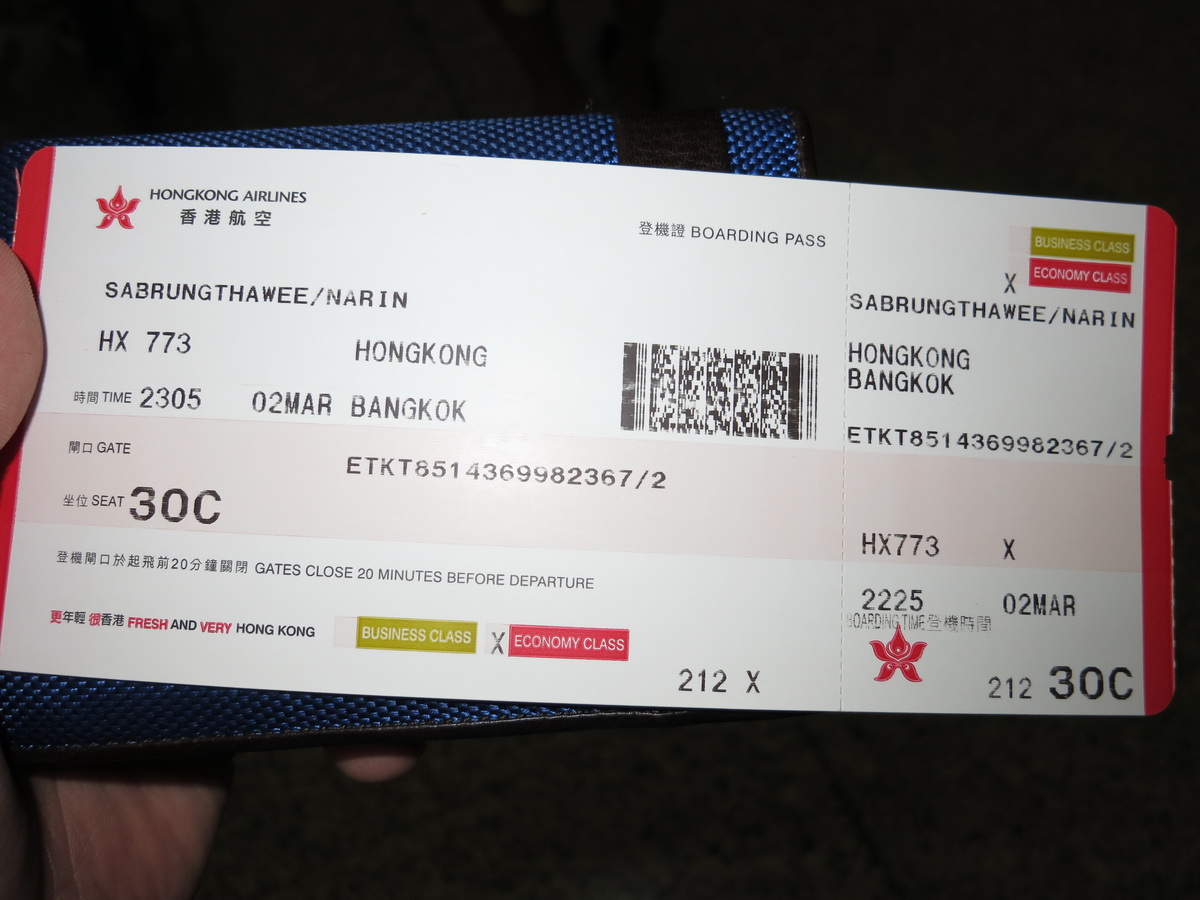 HONGKONG AIRLINES
香港航空
登機證 BOARDING PASS
SABRUNGTHAWEE/NARIN
HX 773 HONGKONG
時間 TIME 2305 02MAR BANGKOK
閘口 GATE
ETKT8514369982367/2
坐位 SEAT 30C
登機閘口於起飛前20分鐘關閉 GATES CLOSE 20 MINUTES BEFORE DEPARTURE
更年輕 很香港 FRESH AND VERY HONG KONG
BUSINESS CLASS X ECONOMY CLASS
212 X
BUSINESS CLASS
X ECONOMY CLASS
SABRUNGTHAWEE/NARIN
HONGKONG
BANGKOK
ETKT8514369982367/2
HX773 X
2225 02MAR
BOARDING TIME登機時間
212 30C